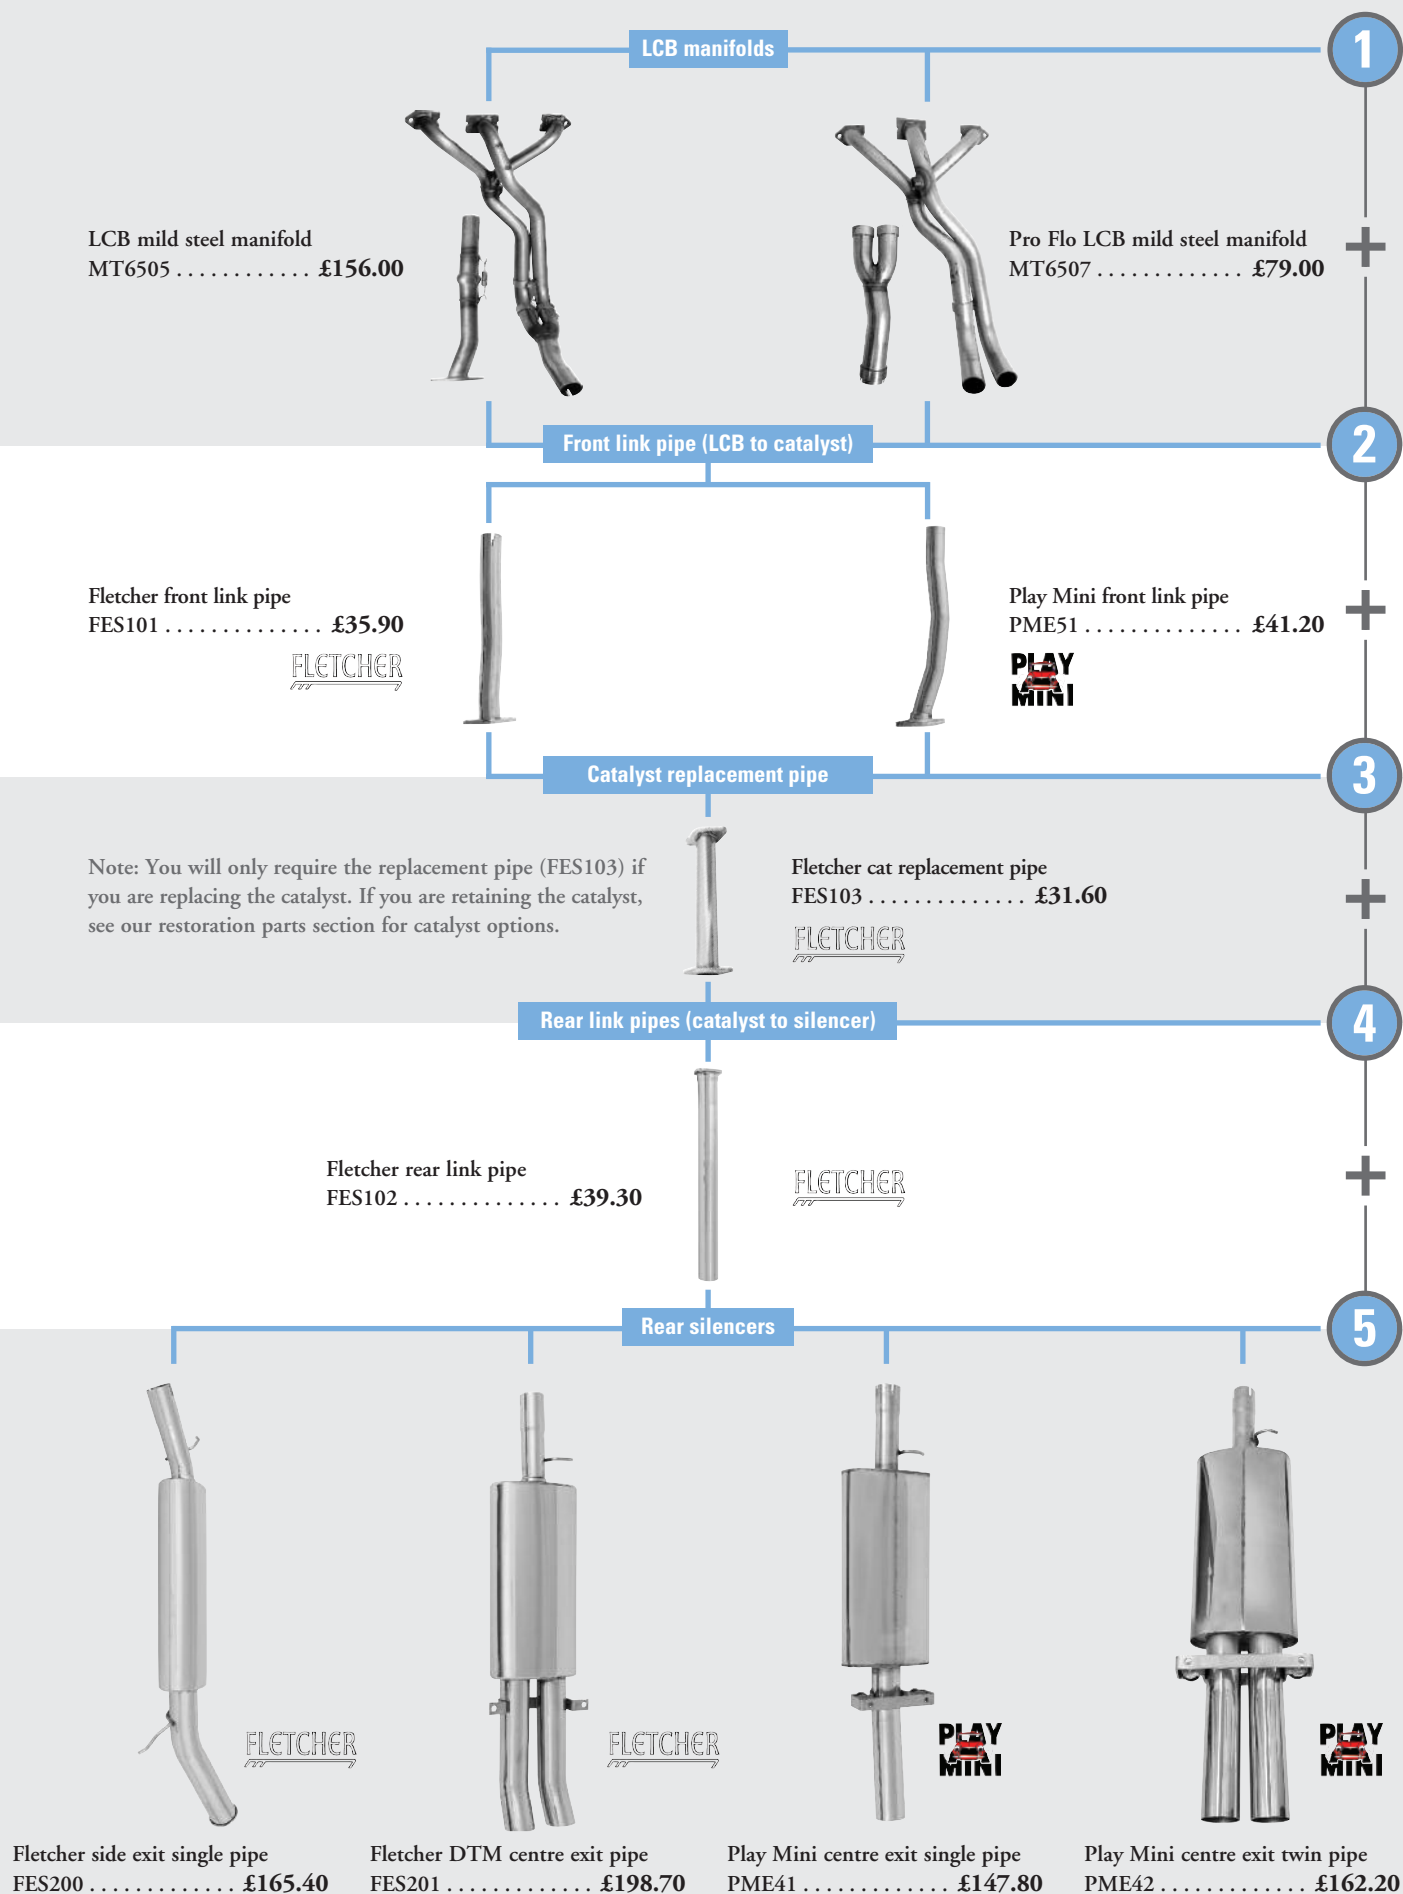 LCB manifolds
1
LCB mild steel manifold
MT6505 . . . . . . . . . . . . £156.00
Pro Flo LCB mild steel manifold
MT6507 . . . . . . . . . . . . . £79.00
+
Front link pipe (LCB to catalyst)
2
Fletcher front link pipe
FES101 . . . . . . . . . . . . . . £35.90
FLETCHER
Play Mini front link pipe
PME51 . . . . . . . . . . . . . . £41.20
PLAY
MINI
+
Catalyst replacement pipe
3
Note: You will only require the replacement pipe (FES103) if
you are replacing the catalyst. If you are retaining the catalyst,
see our restoration parts section for catalyst options.
Fletcher cat replacement pipe
FES103 . . . . . . . . . . . . . . £31.60
FLETCHER
+
Rear link pipes (catalyst to silencer)
4
Fletcher rear link pipe
FES102 . . . . . . . . . . . . . . £39.30
FLETCHER
+
Rear silencers
5
FLETCHER
FLETCHER
PLAY
MINI
PLAY
MINI
Fletcher side exit single pipe
FES200 . . . . . . . . . . . . . £165.40
Fletcher DTM centre exit pipe
FES201 . . . . . . . . . . . . . £198.70
Play Mini centre exit single pipe
PME41 . . . . . . . . . . . . . £147.80
Play Mini centre exit twin pipe
PME42 . . . . . . . . . . . . . £162.20